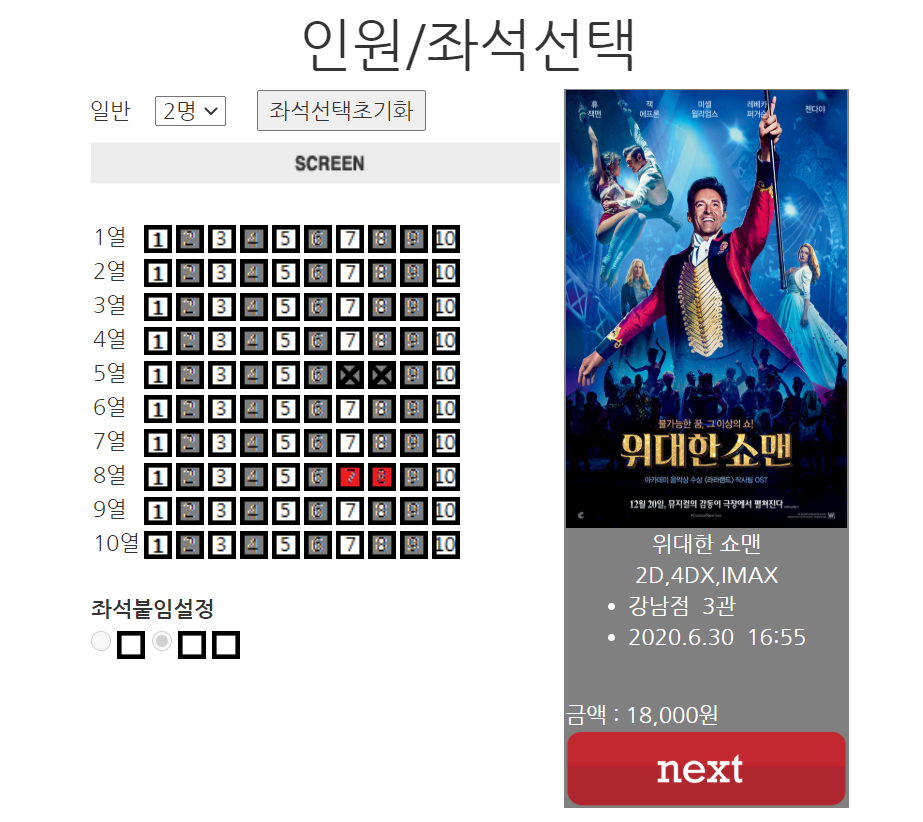 인원/좌석선택
일반 2명 좌석선택초기화
SCREEN
1열 1 2 3 4 5 6 7 8 9 10
2열 1 2 3 4 5 6 7 8 9 10
3열 1 2 3 4 5 6 7 8 9 10
4열 1 2 3 4 5 6 7 8 9 10
5열 1 2 3 4 5 6 9 10
6열 1 2 3 4 5 6 7 8 9 10
7열 1 2 3 4 5 6 7 8 9 10
8열 1 2 3 4 5 6 7 8 9 10
9열 1 2 3 4 5 6 7 8 9 10
10열 1 2 3 4 5 6 7 8 9 10
좌석붙임설정
휴 잭맨
잭 에프론
미셸 윌리엄스
레베카 퍼거슨
젠다야
불가능한 꿈, 그 이상의 쇼!
위대한 쇼맨
아카데미 음악상 수상 <라라랜드> 작사팀 OST
12월 20일, 뮤지컬의 감동이 극장에서 펼쳐진다
위대한 쇼맨
2D,4DX,IMAX
강남점 3관
2020.6.30 16:55
금액 : 18,000원
next